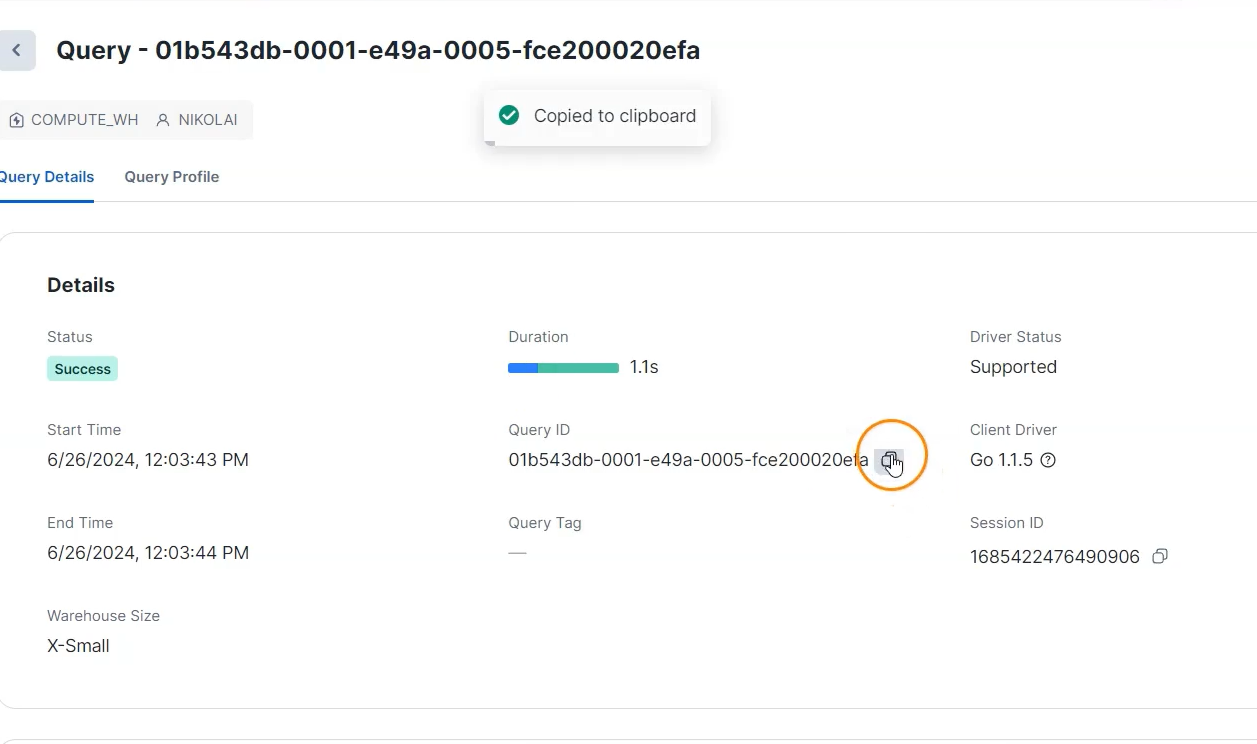 Query - 01b543db-0001-e49a-0005-fce200020efa
Copied to clipboard
COMPUTE_WH NIKOLAI
Query Details Query Profile
Details
Status Duration Driver Status
Success 1.1s Supported
Start Time Query ID Client Driver
6/26/2024, 12:03:43 PM 01b543db-0001-e49a-0005-fce200020efa Go 1.1.5
End Time Query Tag Session ID
6/26/2024, 12:03:44 PM — 1685422476490906
Warehouse Size
X-Small